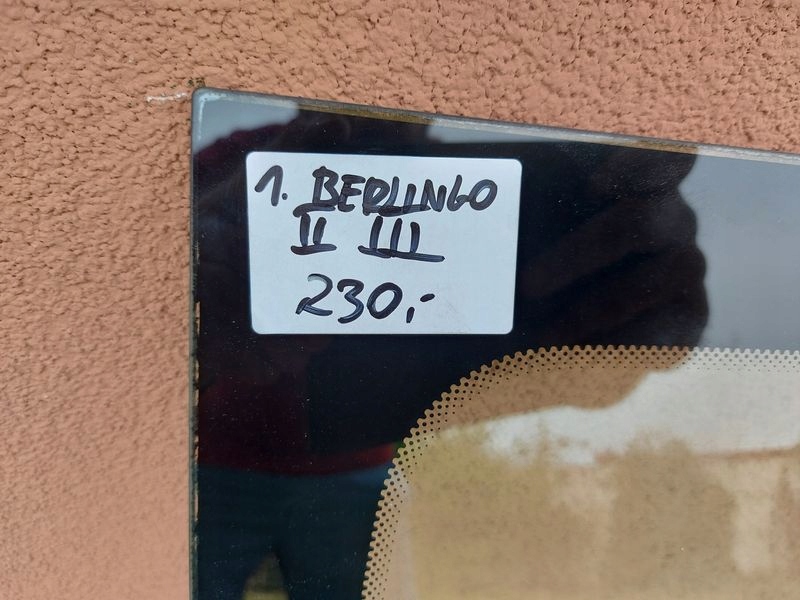 1. BERLINGO
II III
230,-